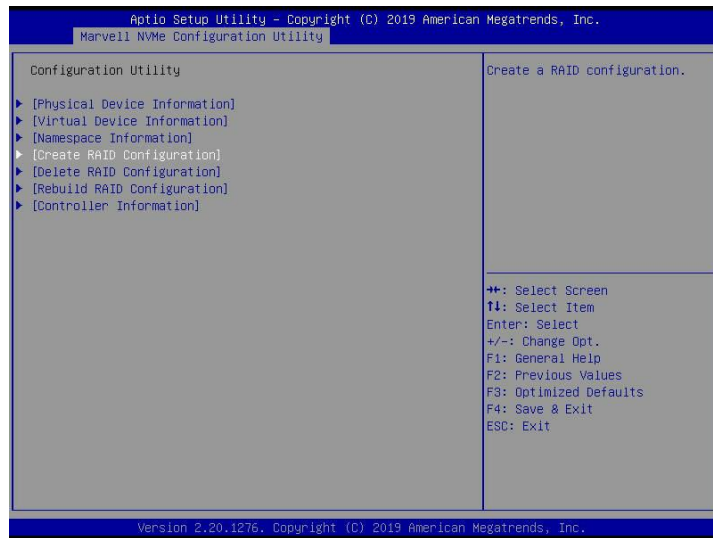 Aptio Setup Utility – Copyright (C) 2019 American Megatrends, Inc.
Marvell NVMe Configuration Utility
Configuration Utility
[Physical Device Information]
[Virtual Device Information]
[Namespace Information]
[Create RAID Configuration]
[Delete RAID Configuration]
[Rebuild RAID Configuration]
[Controller Information]
Create a RAID configuration.
→←: Select Screen
↑↓: Select Item
Enter: Select
+/-: Change Opt.
F1: General Help
F2: Previous Values
F3: Optimized Defaults
F4: Save & Exit
ESC: Exit
Version 2.20.1276. Copyright (C) 2019 American Megatrends, Inc.